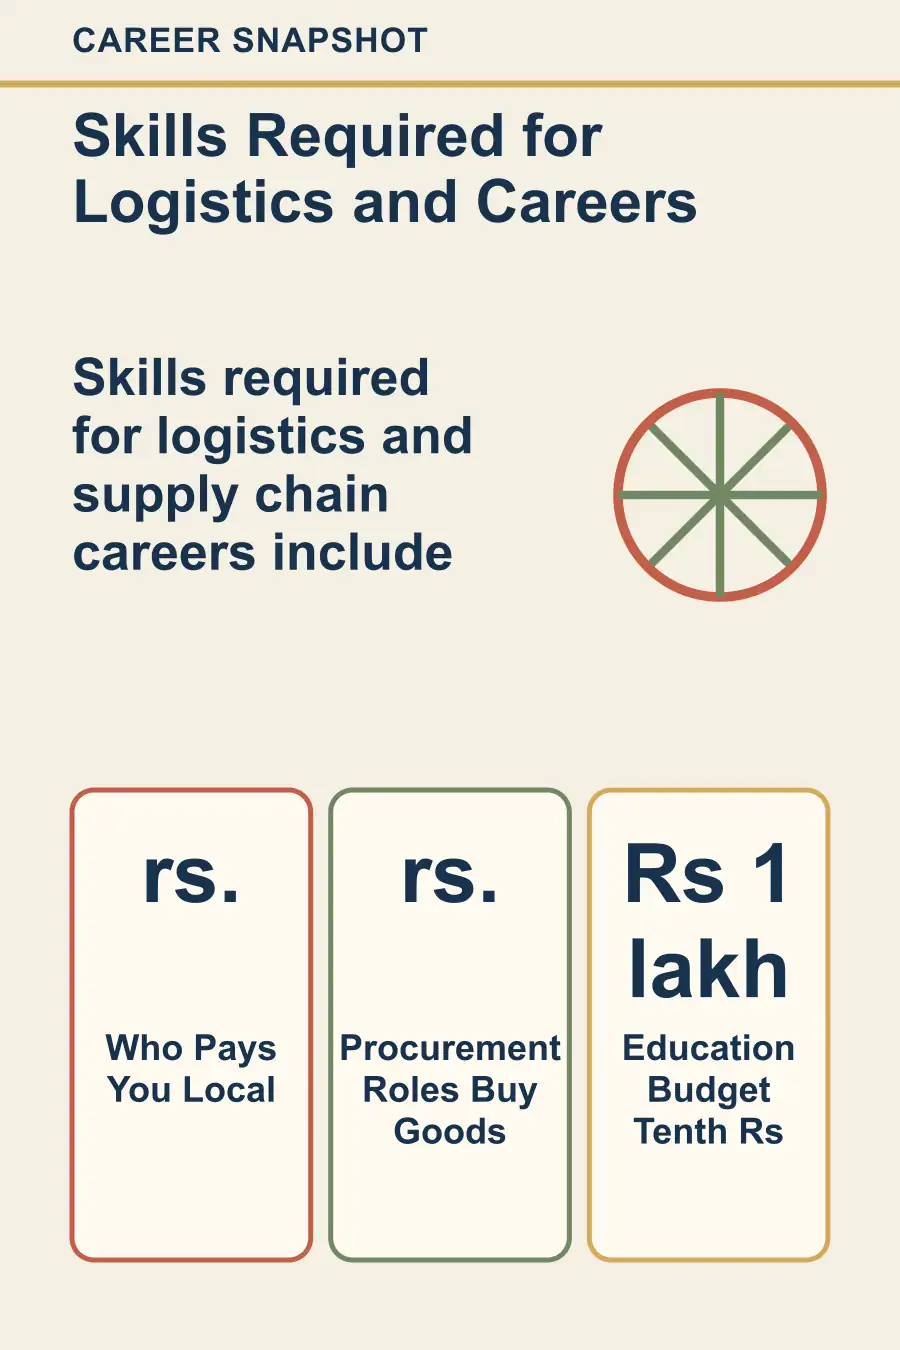 CAREER SNAPSHOT
Skills Required for
Logistics and Careers
Skills required
for logistics and
supply chain
careers include
rs.
Who Pays
You Local
rs.
Procurement
Roles Buy
Goods
Rs 1
lakh
Education
Budget
Tenth Rs